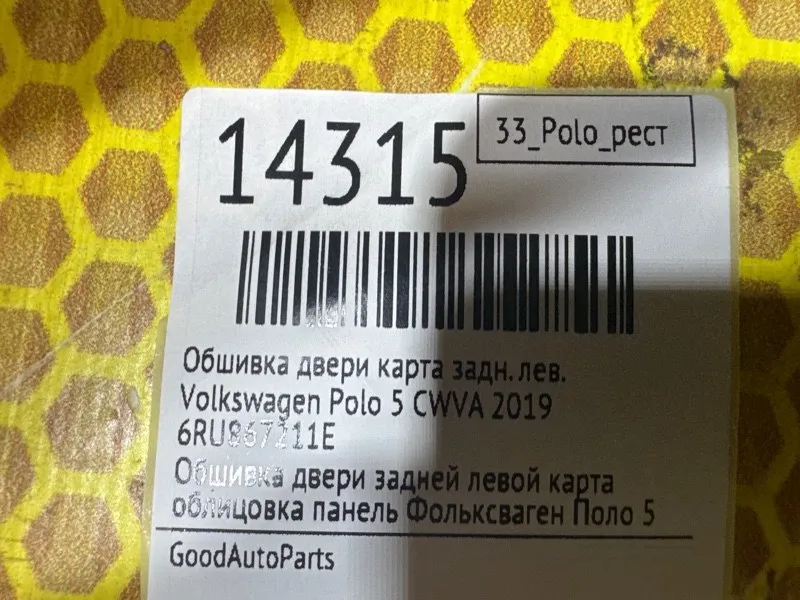 14315
33_Polo_рест
Обшивка двери карта задн. лев.
Volkswagen Polo 5 CWVA 2019
6RU867211E
Обшивка двери задней левой карта
облицовка панель Фольксваген Поло 5
GoodAutoParts